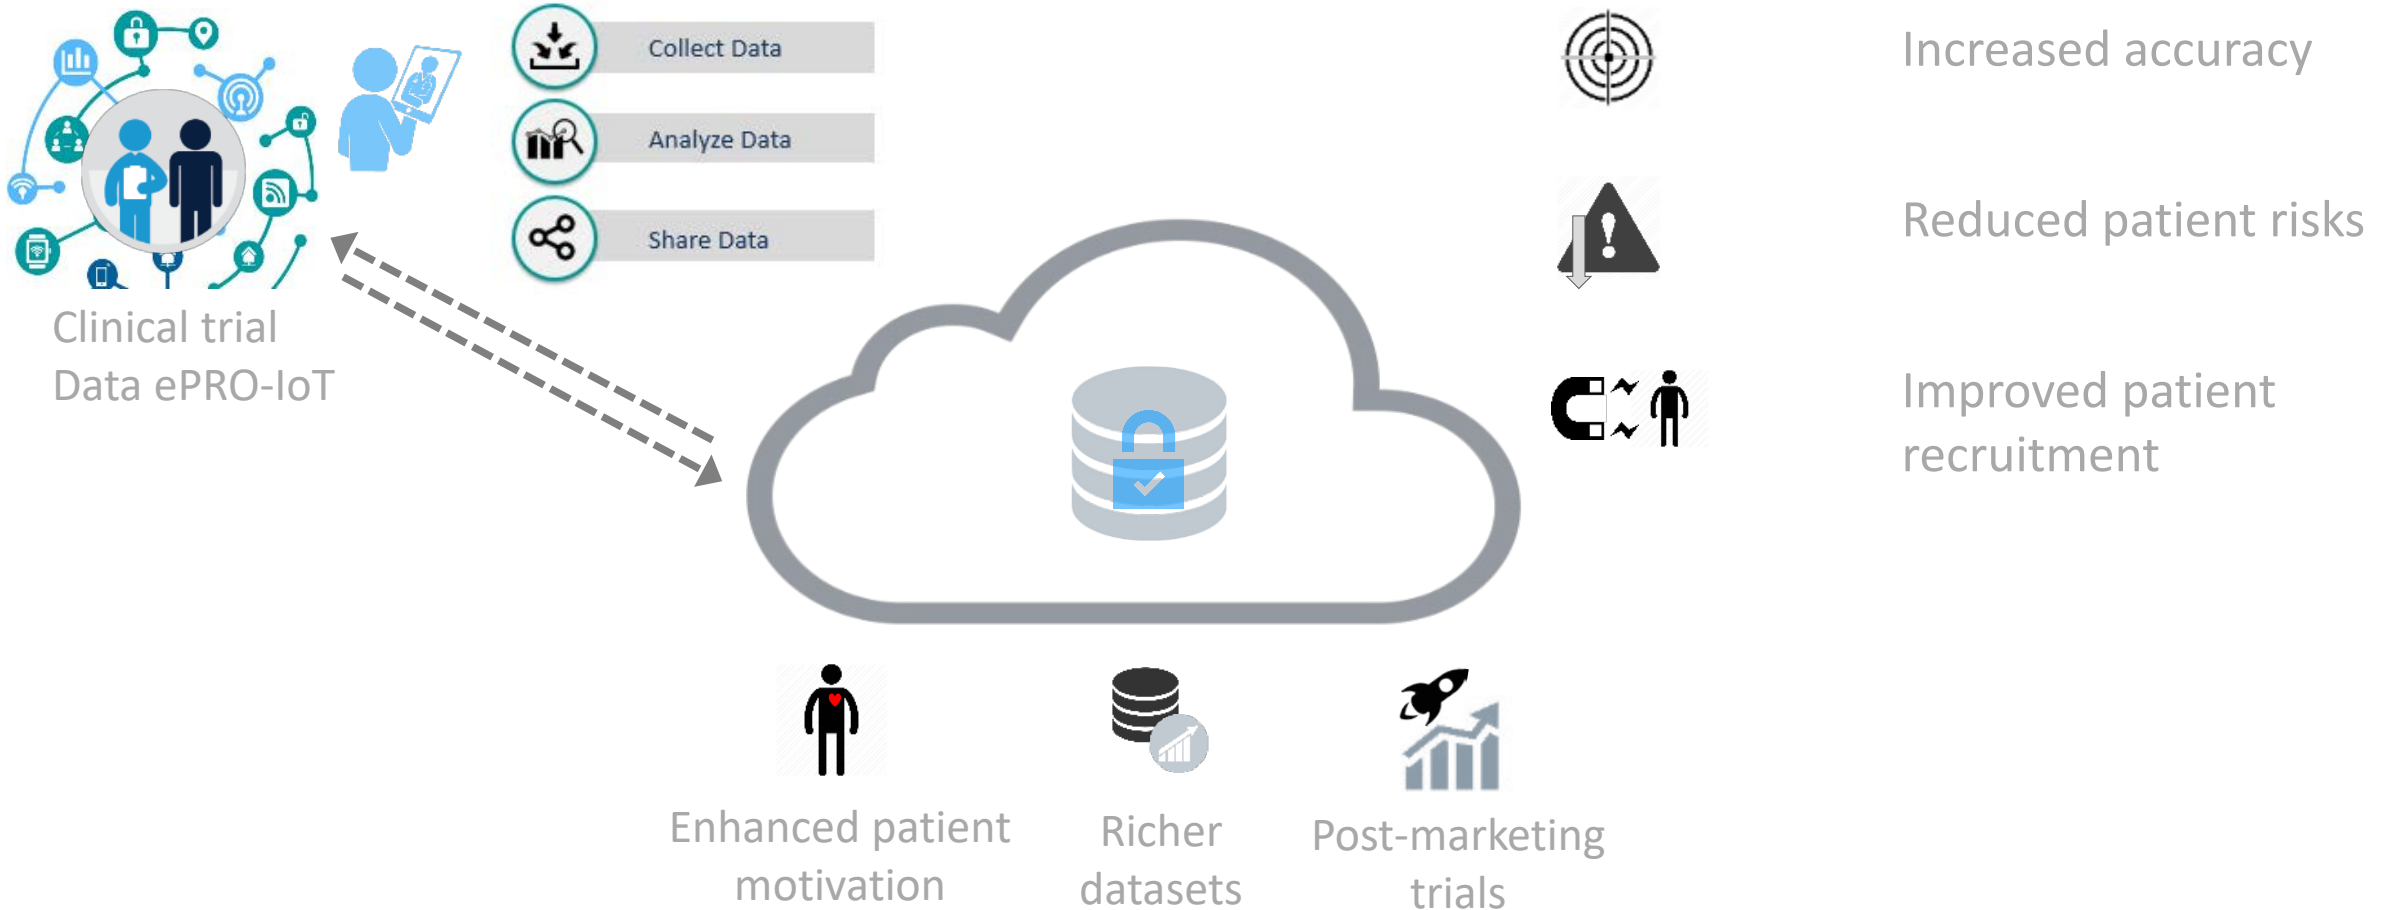 Collect Data
Analyze Data
Share Data
Clinical trial
Data ePRO-IoT
Increased accuracy
Reduced patient risks
Improved patient
recruitment
Enhanced patient
motivation
Richer
datasets
Post-marketing
trials